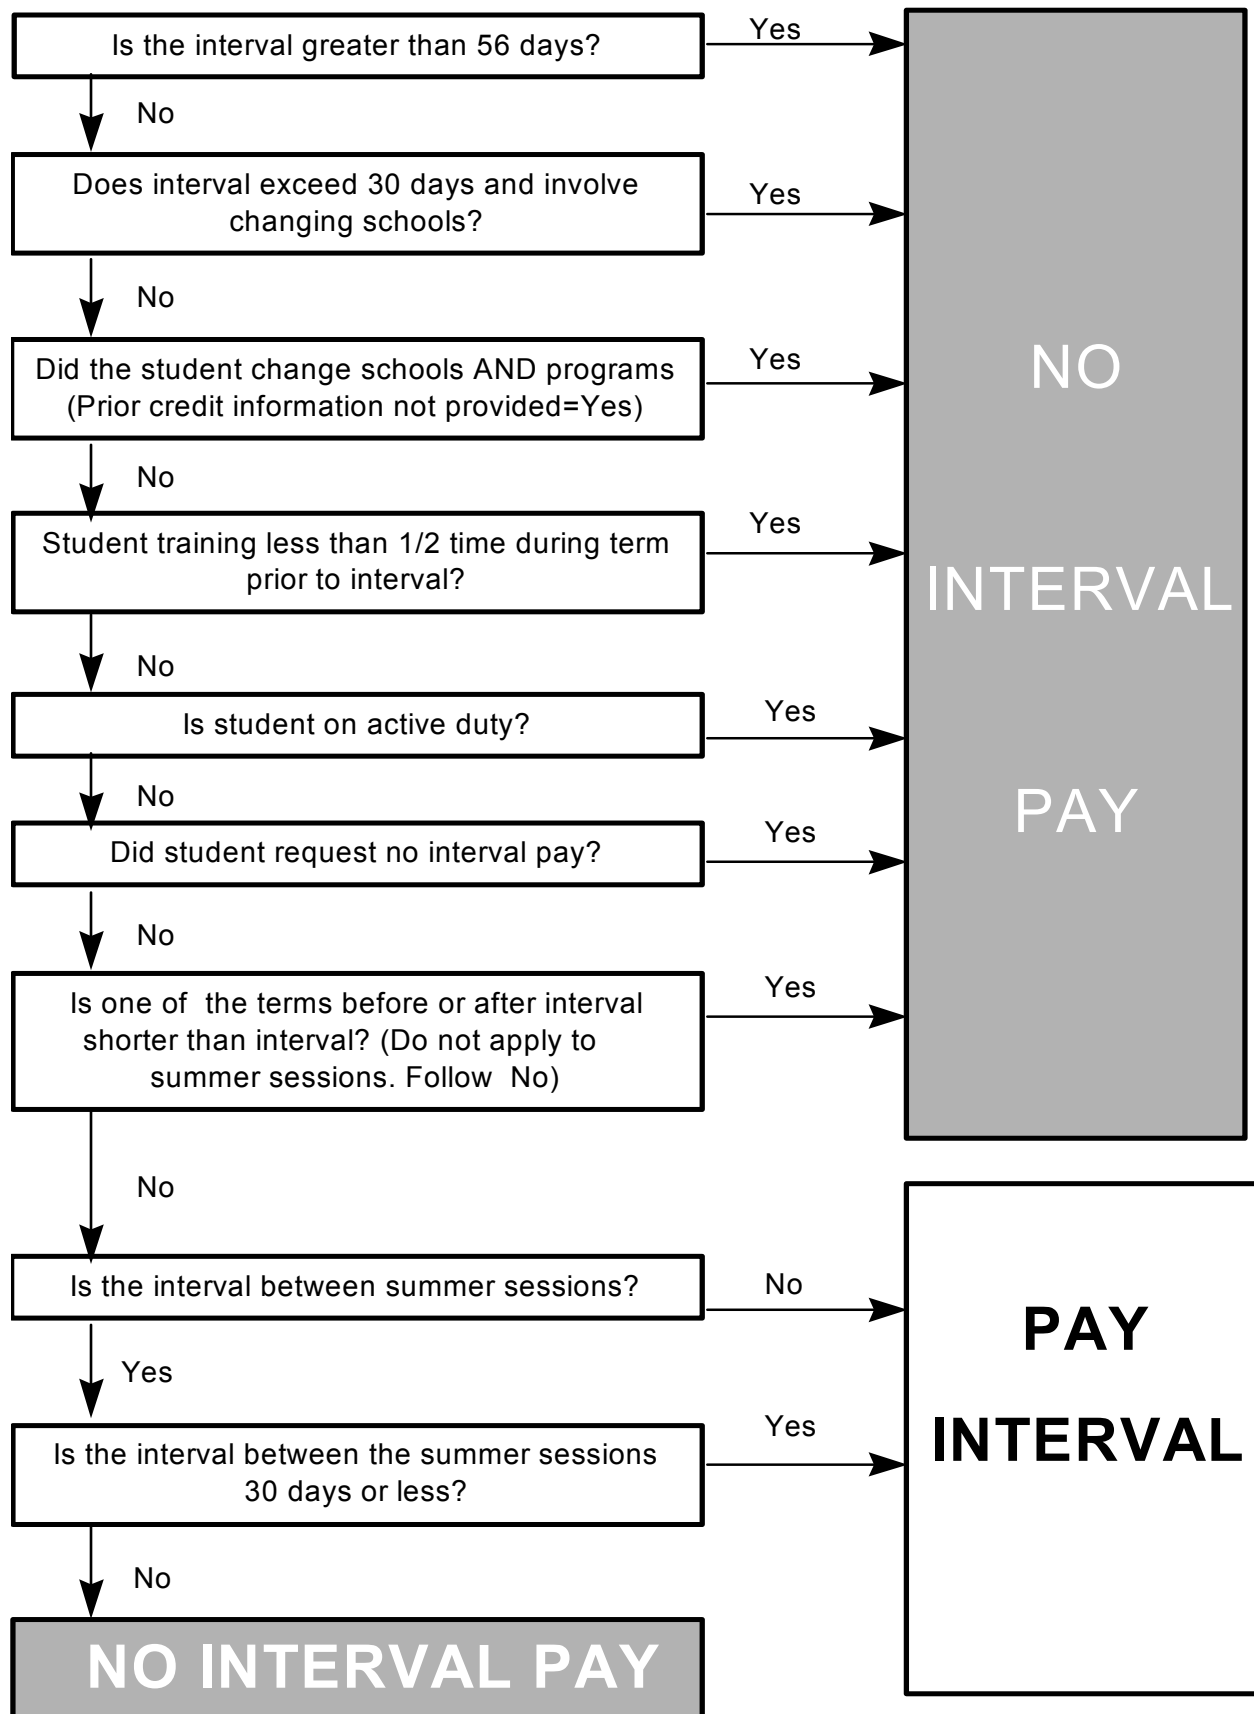 Is the interval greater than 56 days?
Yes
No
Does interval exceed 30 days and involve
changing schools?
Yes
No
Did the student change schools AND programs
(Prior credit information not provided=Yes)
Yes
No
Student training less than 1/2 time during term
prior to interval?
Yes
No
Is student on active duty?
Yes
No
Did student request no interval pay?
Yes
No
Is one of the terms before or after interval
shorter than interval? (Do not apply to
summer sessions. Follow No)
Yes
No
NO
INTERVAL
PAY
Is the interval between summer sessions?
No
Yes
Is the interval between the summer sessions
30 days or less?
Yes
No
PAY
INTERVAL
NO INTERVAL PAY